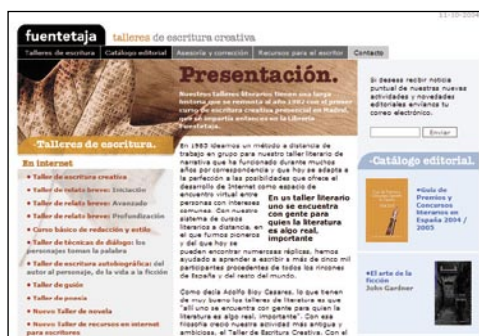 11-10-2004
fuentetaja talleres de escritura creativa
Talleres de escritura Catálogo editorial Asesoría y corrección Recursos para el escritor Contacto
Presentación.
Nuestros talleres literarios tienen una larga
historia que se remonta al año 1983 con el primer
curso de escritura creativa presencial en Madrid,
que se impartía entonces en la Librería
Fuentetaja.
-Talleres de escritura.
En internet
Taller de escritura creativa
Taller de relato breve: Iniciación
Taller de relato breve: Avanzado
Taller de relato breve: Profundización
Curso básico de redacción y estilo
Taller de técnicas de diálogo: los
personajes toman la palabra
Taller de escritura autobiográfica: del
autor al personaje, de la vida a la ficción
Taller de guión
Taller de poesía
Nuevo Taller de novela
Nuevo Taller de recursos en internet
para escritores
En 1985 ideamos un método a distancia de
trabajo en grupo para nuestro taller literario de
narrativa que ha funcionado durante muchos
años por correspondencia y que hoy se adapta a
la perfección a las posibilidades que ofrece el
desarrollo de Internet como espacio de
encuentro virtual entre
personas con intereses
comunes. Con nuestro
sistema de cursos
literarios a distancia, en
el que fuimos pioneros
y del que hoy se
pueden encontrar numerosas réplicas, hemos
ayudado a aprender a escribir a más de cinco mil
participantes procedentes de todos los rincones
de España y del resto del mundo.
En un taller literario
uno se encuentra
con gente para
quien la literatura
es algo real,
importante
Como decía Adolfo Bioy Casares, lo que tienen
de muy bueno los talleres de literatura es que
"allí uno se encuentra con gente para quien la
literatura es algo real, importante". Con esa
filosofía creció nuestra actividad más antigua y
ambiciosa, el Taller de Escritura Creativa. Con el
Si deseas recibir noticia
puntual de nuestras nuevas
actividades y novedades
editoriales envíanos tu
correo electrónico.
Enviar
-Catálogo editorial.
Guía de
Premios y
Concursos
literarios en
España 2004 /
2005
El arte de la
ficción
John Gardner